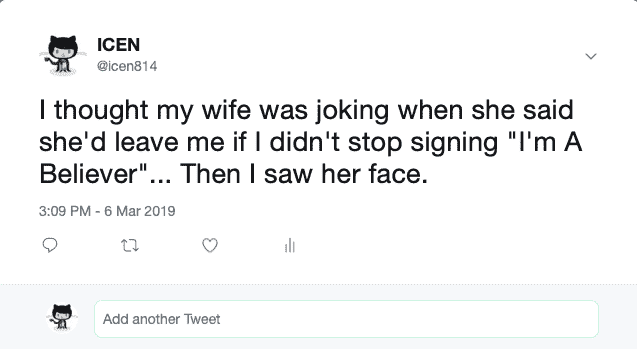 ICEN
@icen814
I thought my wife was joking when she said
she'd leave me if I didn't stop signing "I'm A
Believer"... Then I saw her face.
3:09 PM - 6 Mar 2019
Add another Tweet